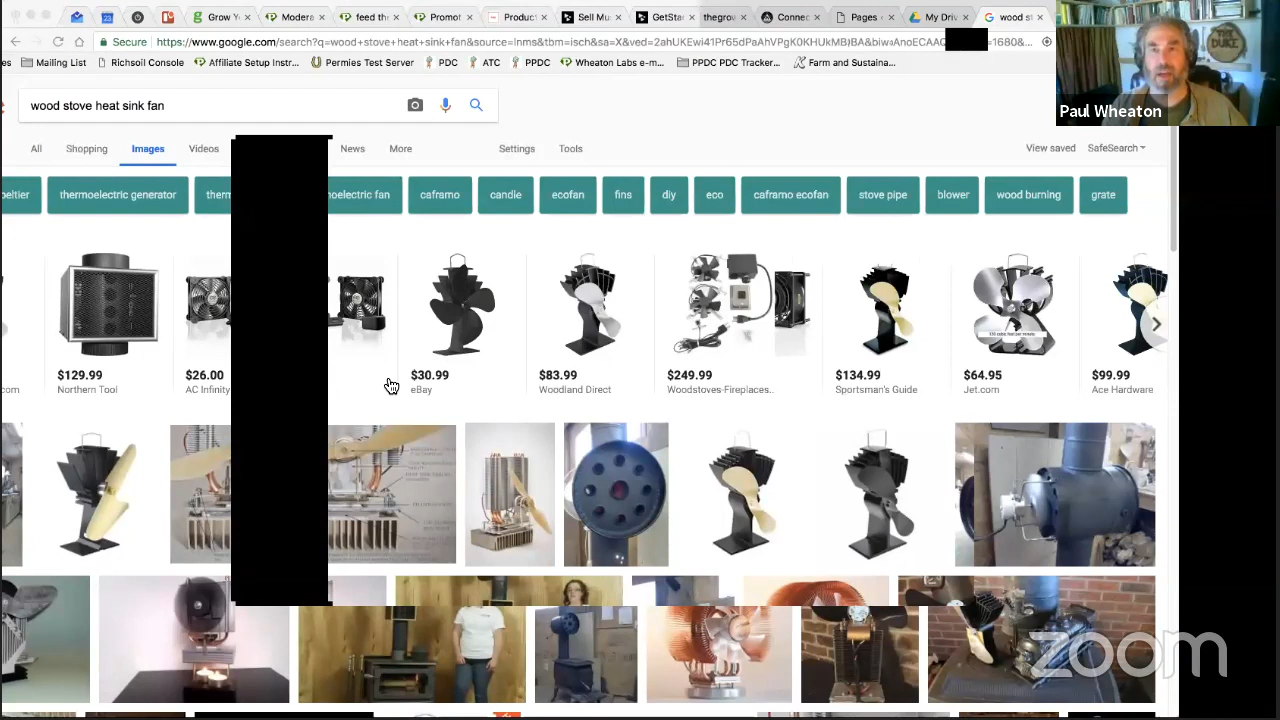 Grow Y
Modera
feed the
Promot
Product
Sell Mus
GetStar
thegrov
Connec
Pages
My Driv
wood st
Secure
https://www.google.com/search?q=wood+stove+heat+sink+fan&source=lnms&tbm=isch&sa=X&ved=
=1680&...
Mailing List
Richsoil Console
Affiliate Setup Instr...
Permies Test Server
PDC
ATC
PPDC
Wheaton Labs e-m...
PPDC PDC Tracker...
Farm and Sustaina...
Paul Wheaton
wood stove heat sink fan
All
Shopping
Images
Videos
News
More
Settings
Tools
View saved
SafeSearch
peltier
thermoelectric generator
therm
noelectric fan
caframo
candle
ecofan
fins
diy
eco
caframo ecofan
stove pipe
blower
wood burning
grate
.com
$129.99
Northern Tool
$26.00
AC Infinity
$30.99
eBay
$83.99
Woodland Direct
$249.99
Woodstoves-Fireplaces..
$134.99
Sportsman's Guide
$64.95
Jet.com
$99.99
Ace Hardware
zoom